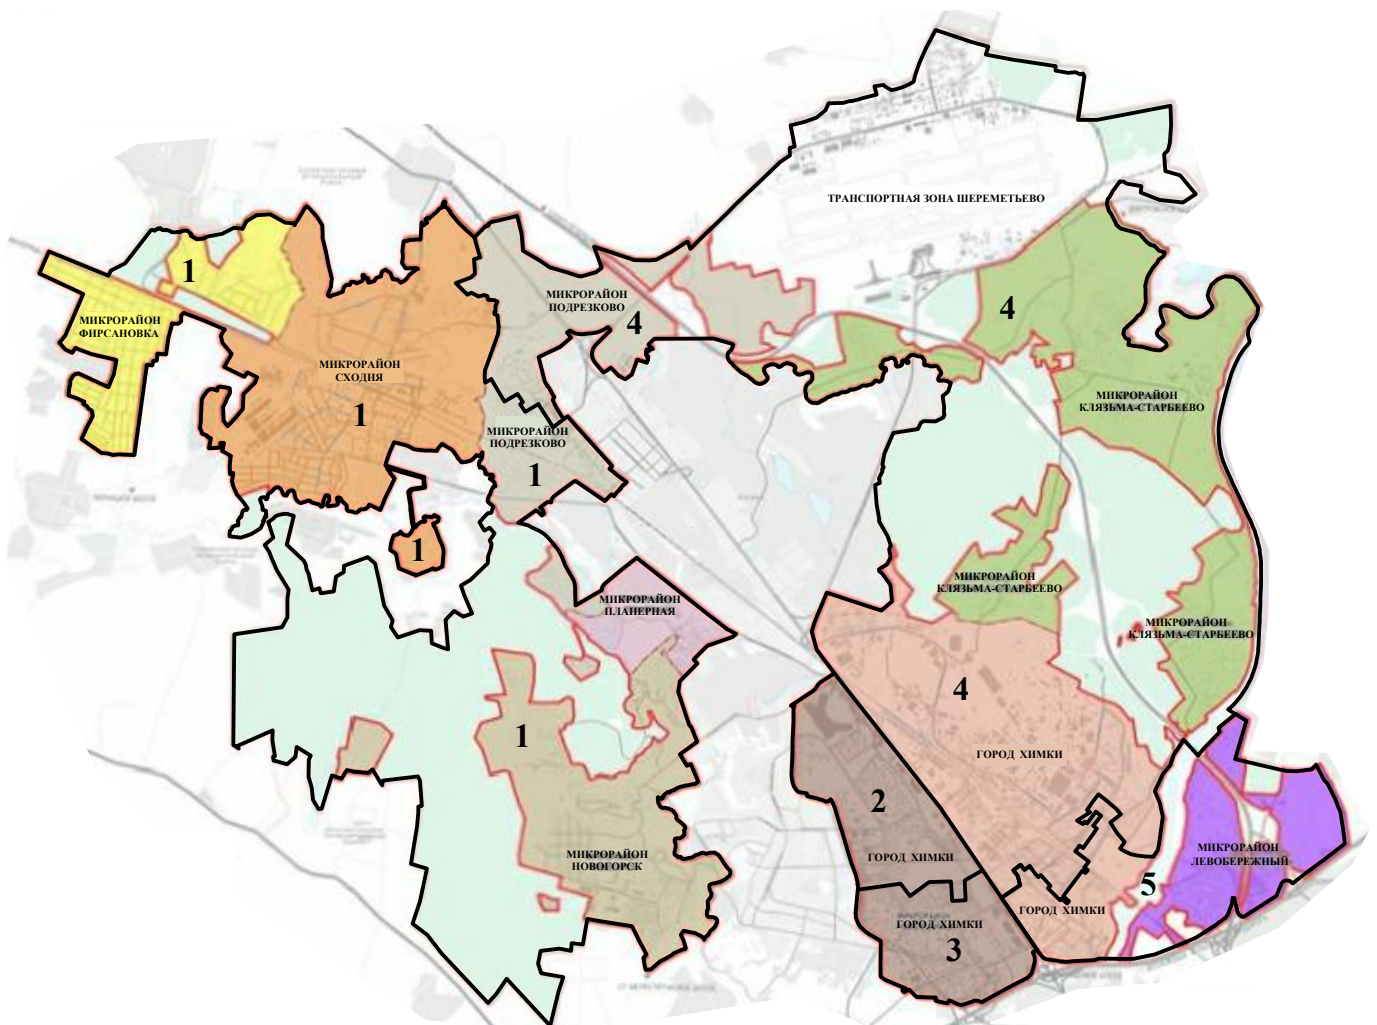 ТРАНСПОРТНАЯ ЗОНА ШЕРЕМЕТЬЕВО
1
МИКРОРАЙОН
ФИРСАНОВКА
МИКРОРАЙОН
ПОДРЕЗКОВО
4
4
МИКРОРАЙОН
СХОДНЯ
1
МИКРОРАЙОН
КЛЯЗЬМА-СТАРБЕЕВО
МИКРОРАЙОН
ПОДРЕЗКОВО
1
1
МИКРОРАЙОН
ПЛАНЕРНАЯ
МИКРОРАЙОН
КЛЯЗЬМА-СТАРБЕЕВО
МИКРОРАЙОН
КЛЯЗЬМА-СТАРБЕЕВО
4
1
ГОРОД ХИМКИ
2
ГОРОД ХИМКИ
МИКРОРАЙОН
НОВОГОРСК
МИКРОРАЙОН
ЛЕВОБЕРЕЖНЫЙ
5
ГОРОД ХИМКИ
ГОРОД ХИМКИ
3